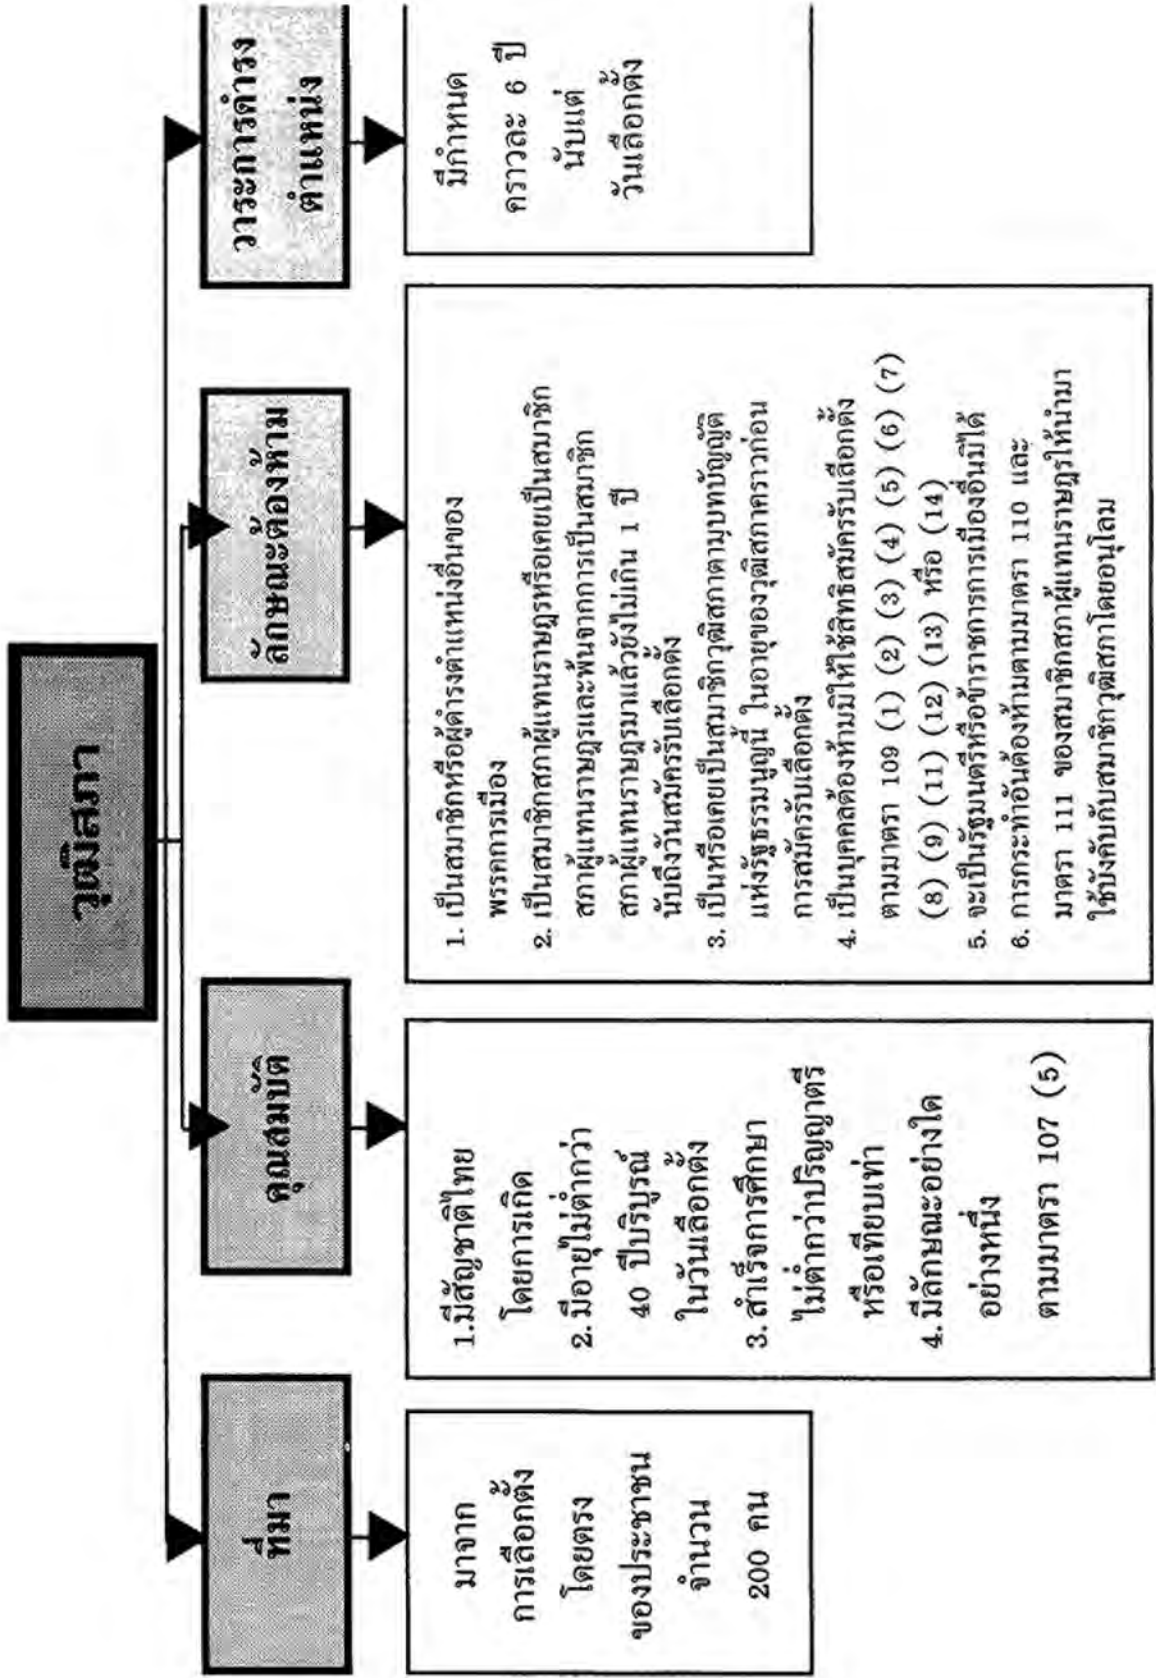 วุฒิสภา
ที่มา
มาจาก
การเลือกตั้ง
โดยตรง
ของประชาชน
จำนวน
200 คน
คุณสมบัติ
1.มีสัญชาติไทย
โดยการเกิด
2. มีอายุไม่ต่ำกว่า
40 ปีบริบูรณ์
ในวันเลือกตั้ง
3. สำเร็จการศึกษา
ไม่ต่ำกว่าปริญญาตรี
หรือเทียบเท่า
4. มีลักษณะอย่างใด
อย่างหนึ่ง
ตามมาตรา 107 (5)
ลักษณะต้องห้าม
1. เป็นสมาชิกหรือผู้ดำรงตำแหน่งอื่นของ
พรรคการเมือง
2. เป็นสมาชิกสภาผู้แทนราษฎรหรือเคยเป็นสมาชิก
สภาผู้แทนราษฎรและพ้นจากการเป็นสมาชิก
สภาผู้แทนราษฎรมาแล้วยังไม่เกิน 1 ปี
นับถึงวันสมัครรับเลือกตั้ง
3. เป็นหรือเคยเป็นสมาชิกวุฒิสภาตามบทบัญญัติ
แห่งรัฐธรรมนูญนี้ ในอายุของวุฒิสภาคราวก่อน
การสมัครรับเลือกตั้ง
4. เป็นบุคคลต้องห้ามมิให้ใช้สิทธิสมัครรับเลือกตั้ง
ตามมาตรา 109 (1) (2) (3) (4) (5) (6) (7)
(8) (9) (11) (12) (13) หรือ (14)
5. จะเป็นรัฐมนตรีหรือข้าราชการการเมืองอื่นมิได้
6. การกระทำอันต้องห้ามตามมาตรา 110 และ
มาตรา 111 ของสมาชิกสภาผู้แทนราษฎรให้นำมา
ใช้บังคับกับสมาชิกวุฒิสภาโดยอนุโลม
วาระการดำรง
ตำแหน่ง
มีกำหนด
คราวละ 6 ปี
นับแต่
วันเลือกตั้ง